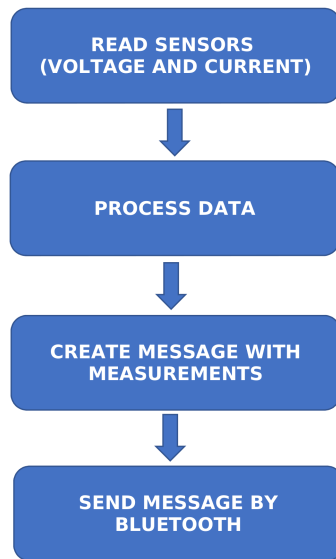 READ SENSORS
(VOLTAGE AND CURRENT)
PROCESS DATA
CREATE MESSAGE WITH
MEASUREMENTS
SEND MESSAGE BY
BLUETOOTH